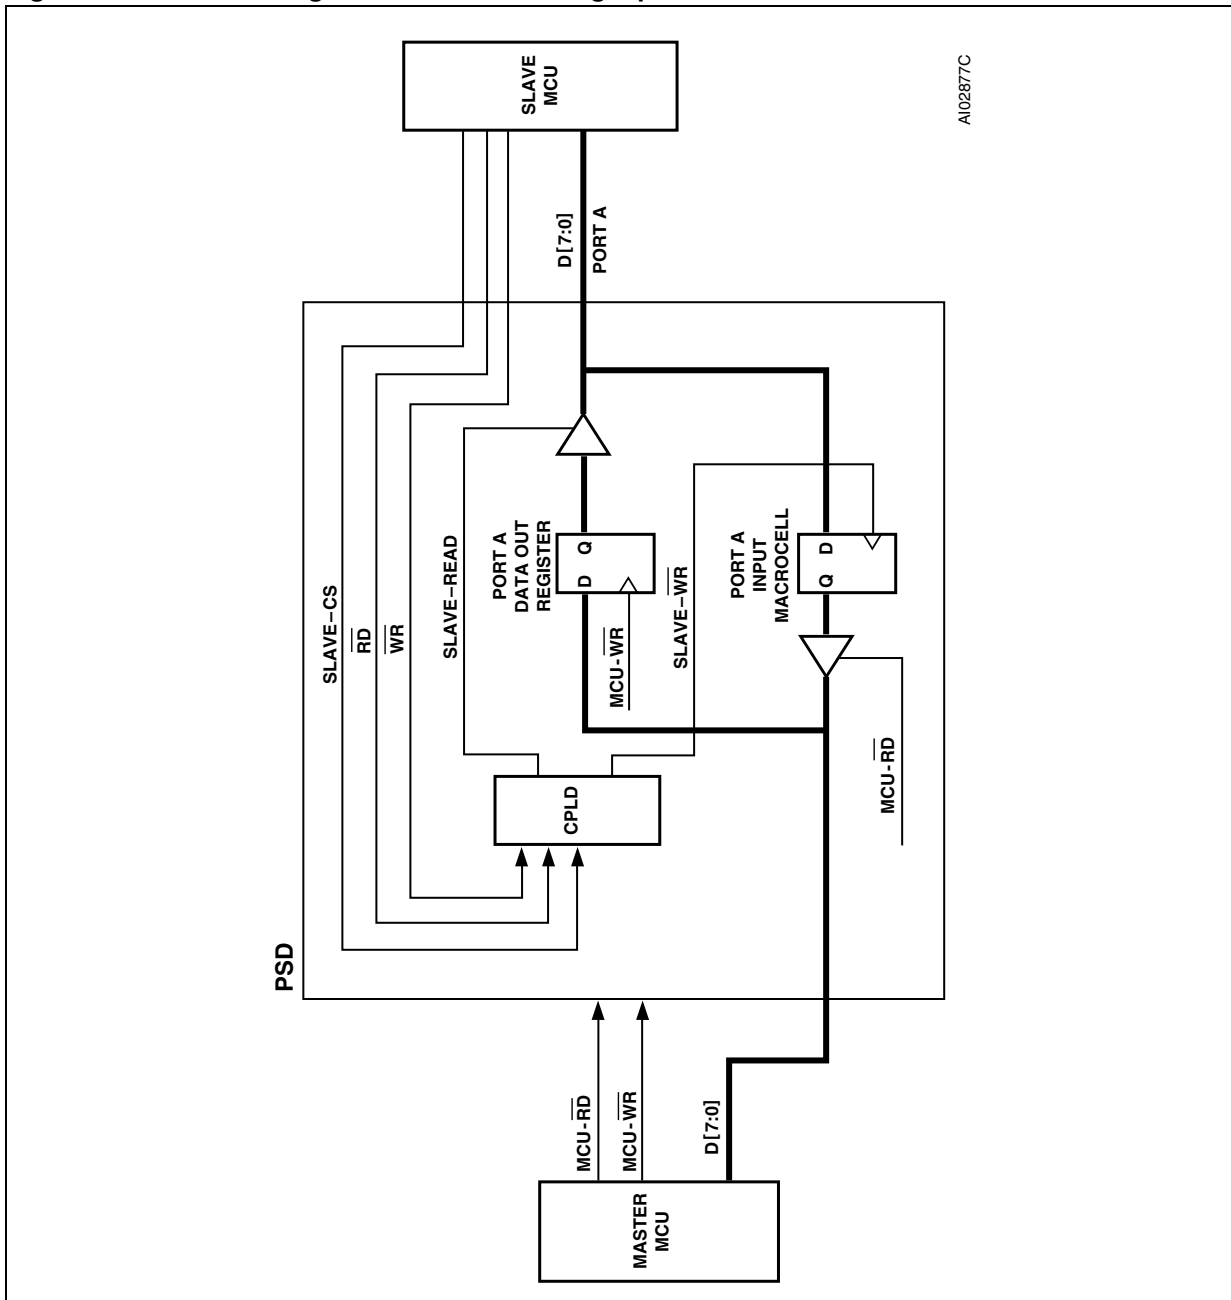 SLAVE
MCU
AI02877C
D[7:0]
PORT A
SLAVE–CS
RD
WR
SLAVE–READ
PORT A
DATA OUT
REGISTER
D Q
MCU-WR
SLAVE–WR
PORT A
INPUT
MACROCELL
Q D
MCU-RD
CPLD
PSD
MCU-RD
MCU-WR
D[7:0]
MASTER
MCU